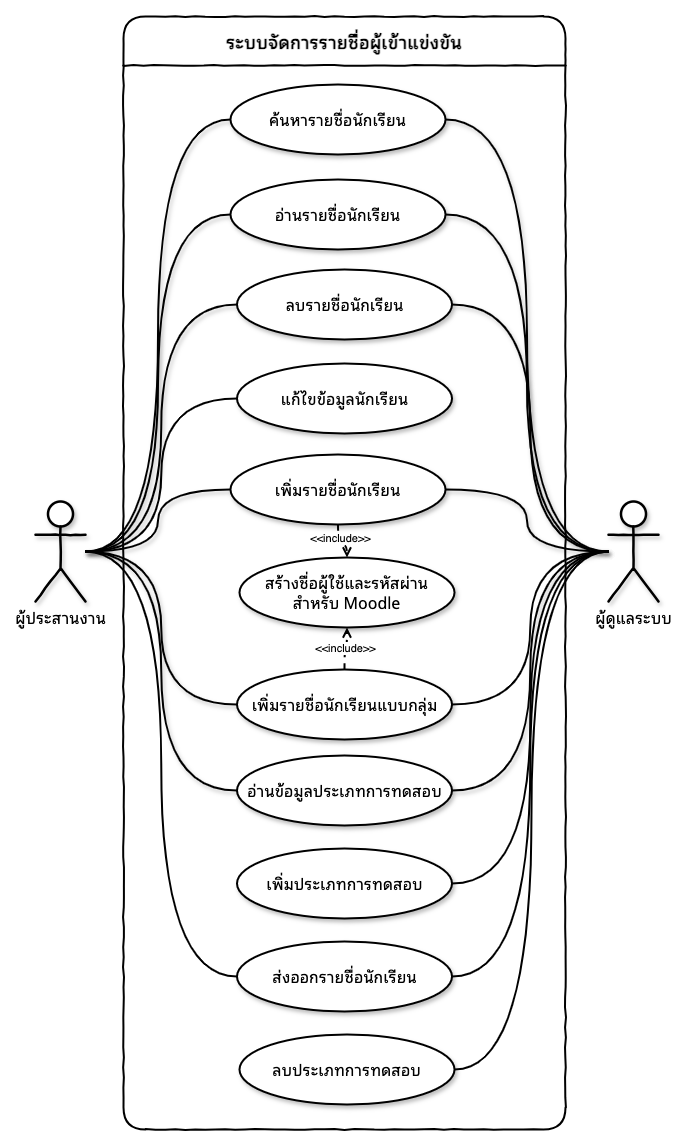 ระบบจัดการรายชื่อผู้เข้าแข่งขัน
ค้นหารายชื่อนักเรียน
อ่านรายชื่อนักเรียน
ลบรายชื่อนักเรียน
แก้ไขข้อมูลนักเรียน
เพิ่มรายชื่อนักเรียน
<<include>>
สร้างชื่อผู้ใช้และรหัสผ่าน
สำหรับ Moodle
ผู้ประสานงาน
ผู้ดูแลระบบ
<<include>>
เพิ่มรายชื่อนักเรียนแบบกลุ่ม
อ่านข้อมูลประเภทการทดสอบ
เพิ่มประเภทการทดสอบ
ส่งออกรายชื่อนักเรียน
ลบประเภทการทดสอบ